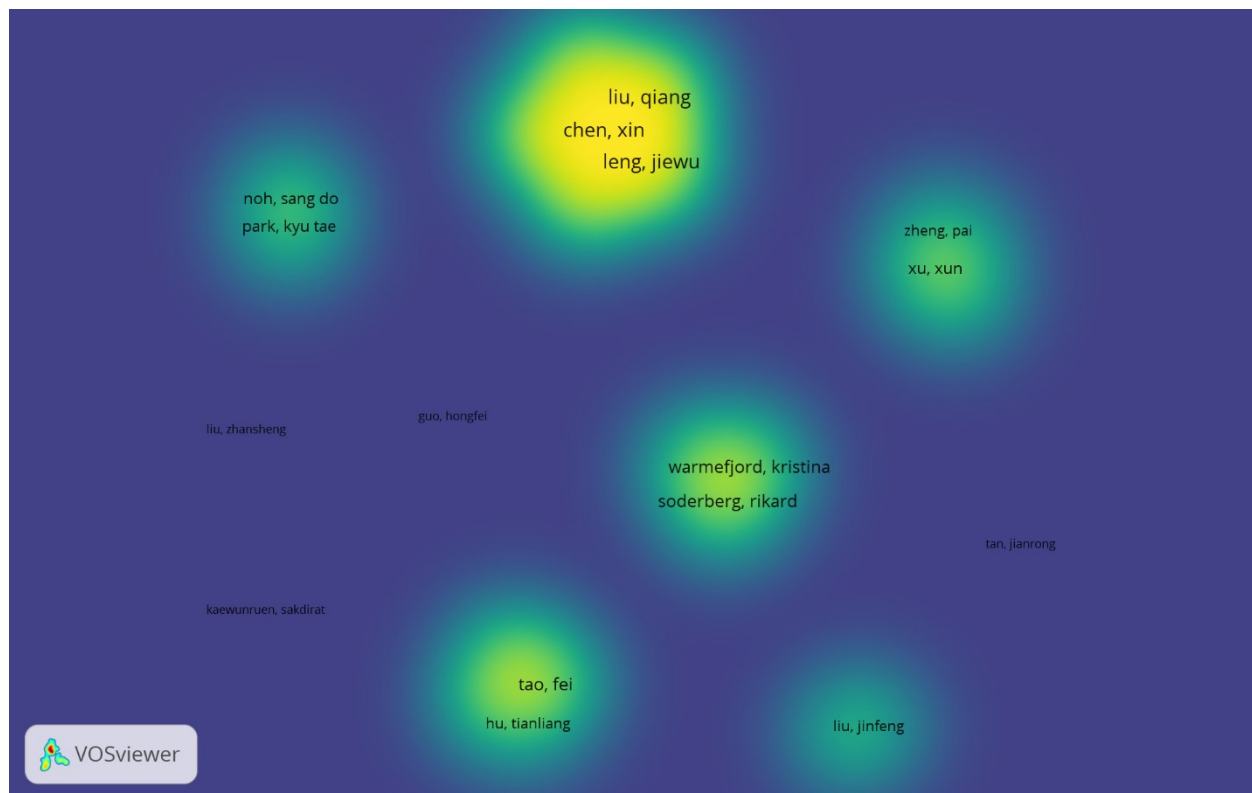 liu, qiang
chen, xin
leng, jiewu
noh, sang do
park, kyu tae
zheng, pai
xu, xun
guo, hongfei
liu, zhansheng
warmefjord, kristina
soderberg, rikard
tan, jianrong
kaewunruen, sakdirat
tao, fei
hu, tianliang
liu, jinfeng
VOSviewer